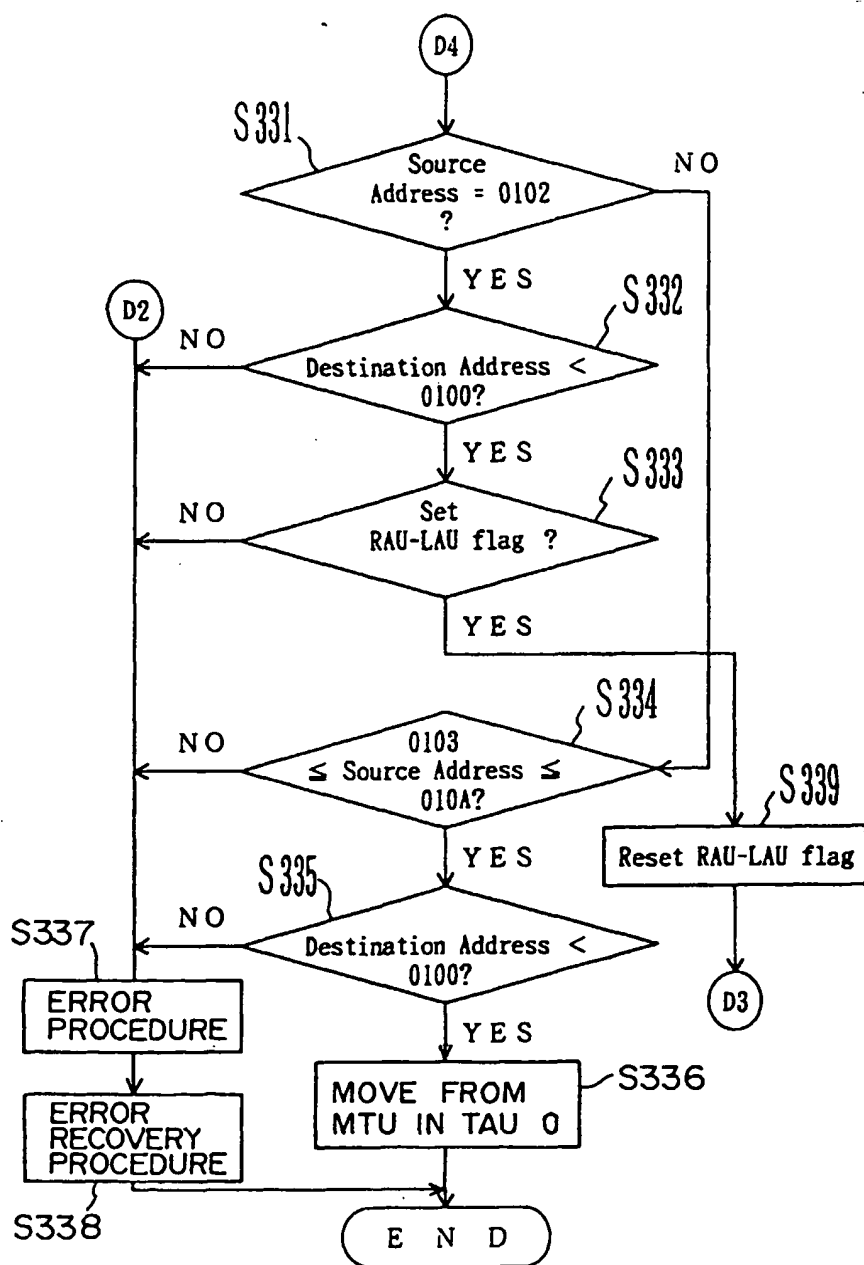 D4
S331
Source
Address = 0102
?
NO
YES
D2
S332
NO
Destination Address <
0100?
YES
S333
NO
Set
RAU-LAU flag ?
YES
S334
NO
0103
≦ Source Address ≦
010A?
S339
YES
Reset RAU-LAU flag
S335
NO
Destination Address <
0100?
S337
D3
ERROR
PROCEDURE
YES
S336
MOVE FROM
MTU IN TAU 0
ERROR
RECOVERY
PROCEDURE
S338
END